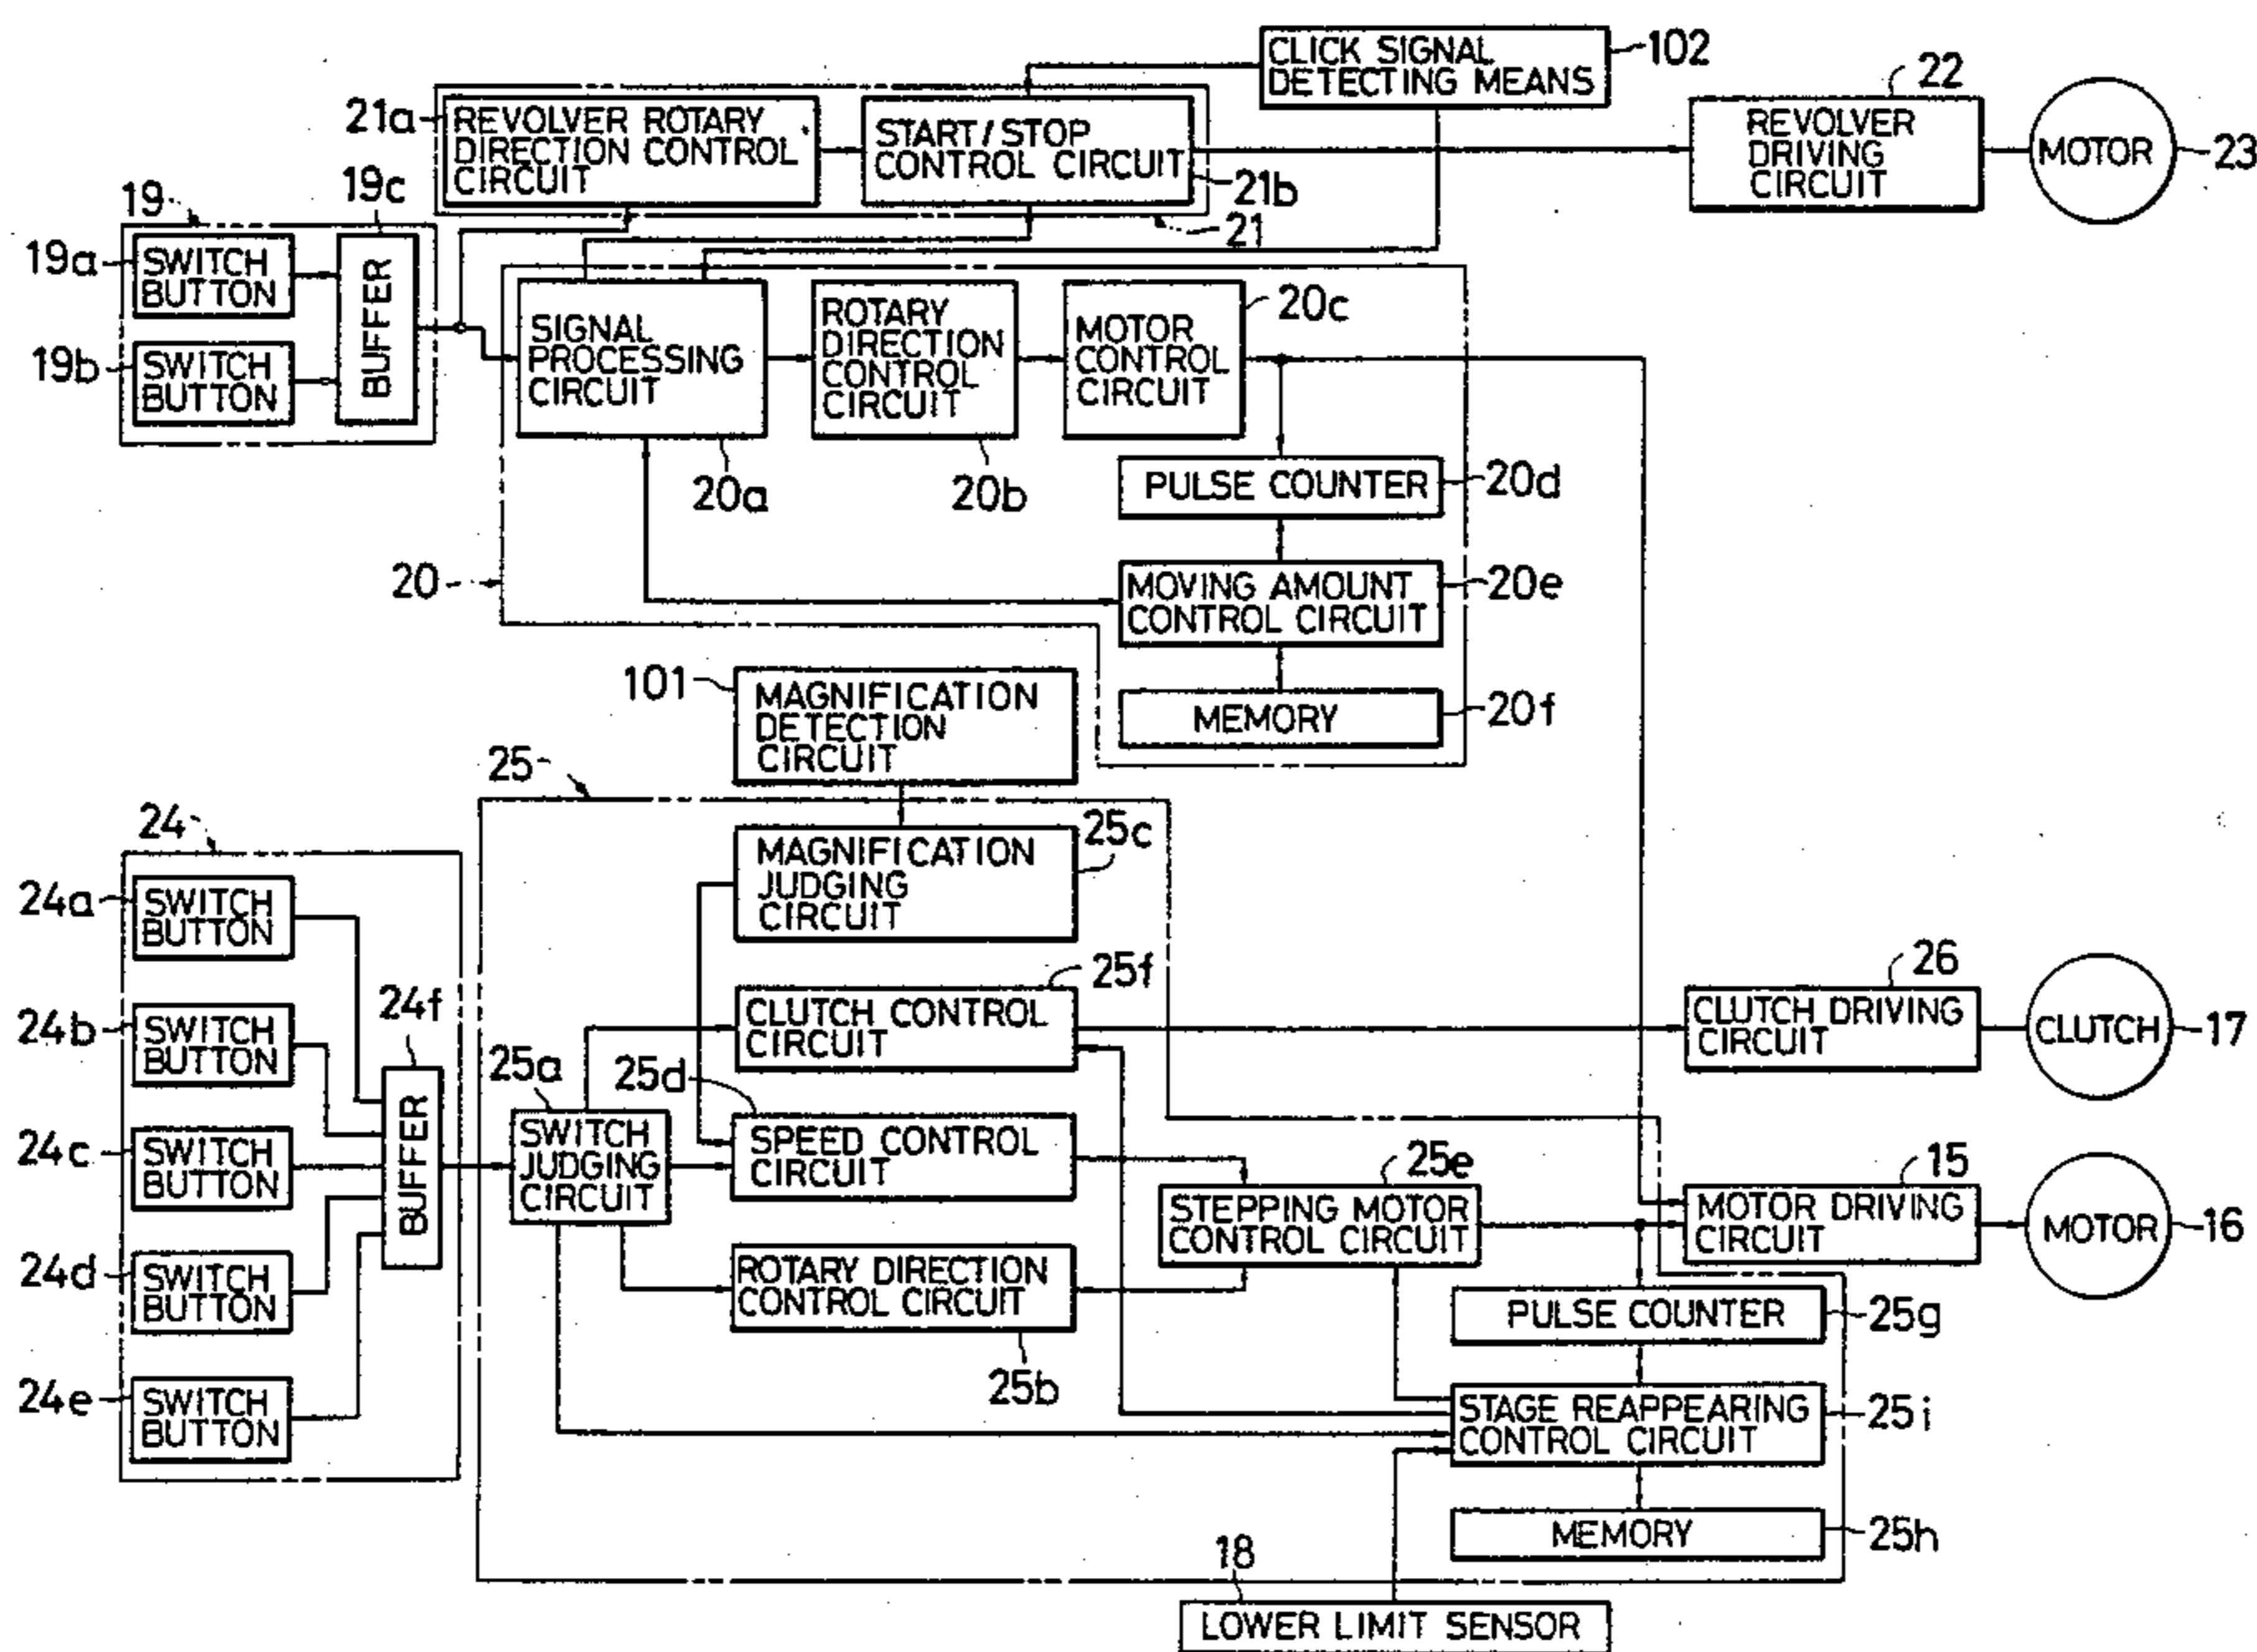 CLICK SIGNAL
DETECTING MEANS
102
21a
REVOLVER ROTARY
DIRECTION CONTROL
CIRCUIT
START/STOP
CONTROL CIRCUIT
21b
21
22
REVOLVER
DRIVING
CIRCUIT
MOTOR
23
19
19c
19a
SWITCH
BUTTON
19b
SWITCH
BUTTON
BUFFER
SIGNAL
PROCESSING
CIRCUIT
20a
ROTARY
DIRECTION
CONTROL
CIRCUIT
20b
MOTOR
CONTROL
CIRCUIT
20c
PULSE COUNTER
20d
20
MOVING AMOUNT
CONTROL CIRCUIT
20e
MEMORY
20f
101
MAGNIFICATION
DETECTION
CIRCUIT
25
MAGNIFICATION
JUDGING
CIRCUIT
25c
24
24a
SWITCH
BUTTON
24b
SWITCH
BUTTON
24c
SWITCH
BUTTON
24d
SWITCH
BUTTON
24e
SWITCH
BUTTON
24f
BUFFER
25a
SWITCH
JUDGING
CIRCUIT
25f
CLUTCH CONTROL
CIRCUIT
25d
SPEED CONTROL
CIRCUIT
ROTARY DIRECTION
CONTROL CIRCUIT
25b
25e
STEPPING MOTOR
CONTROL CIRCUIT
26
CLUTCH DRIVING
CIRCUIT
CLUTCH
17
15
MOTOR DRIVING
CIRCUIT
MOTOR
16
PULSE COUNTER
25g
STAGE REAPPEARING
CONTROL CIRCUIT
25i
MEMORY
25h
18
LOWER LIMIT SENSOR